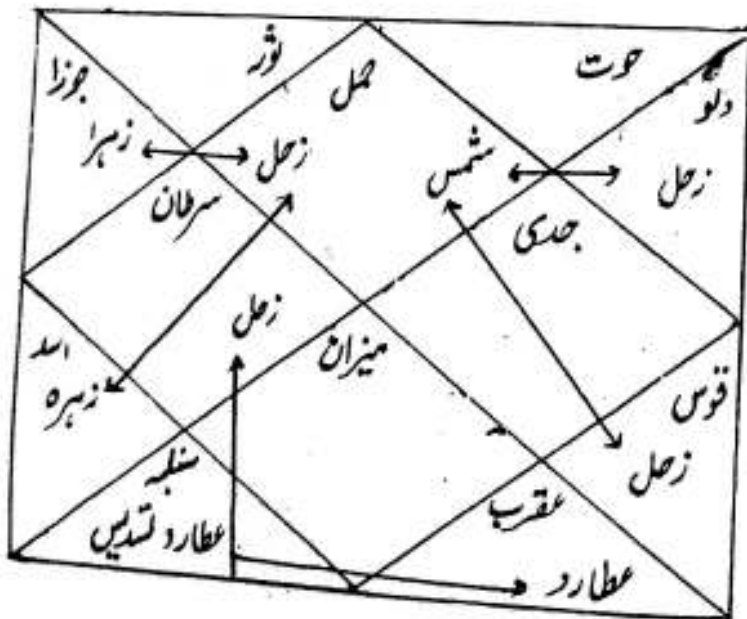 حوت
ثور
حمل
جوزا
دلو
زہرا
زحل
شمس
زحل
سرطان
جدی
زحل
میزان
اسد
زہرہ
قوس
زحل
سنبلہ
عقرب
عطارد تسدیس
عطارد